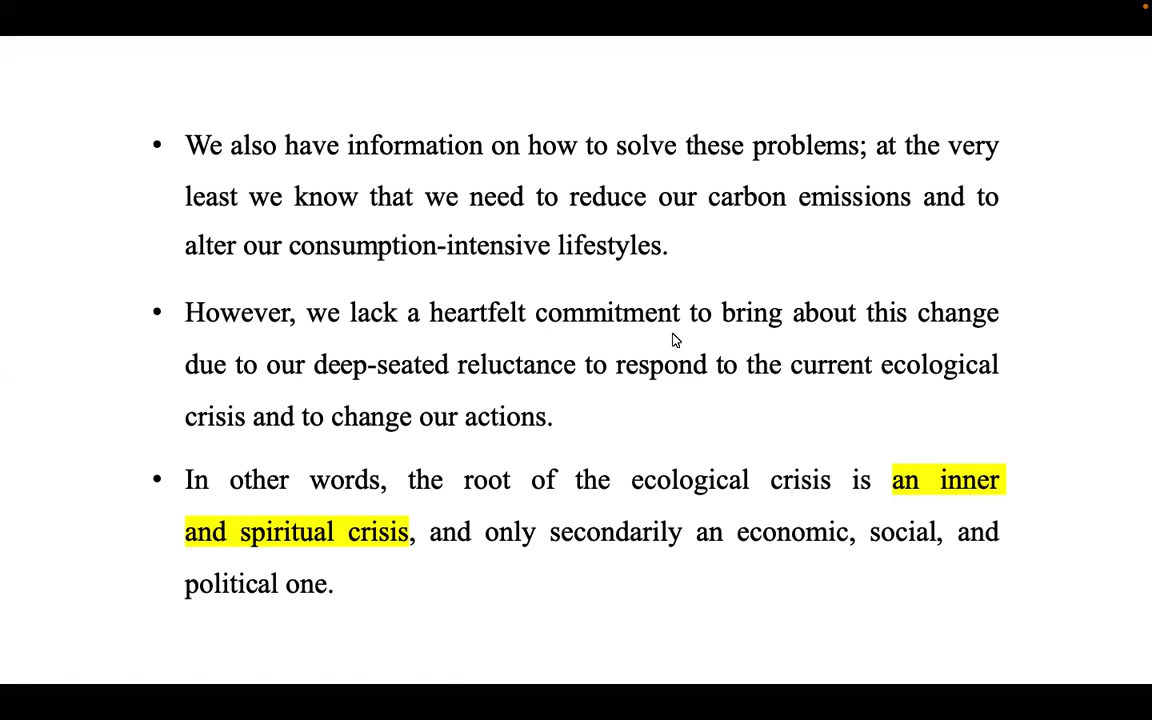 • We also have information on how to solve these problems; at the very
least we know that we need to reduce our carbon emissions and to
alter our consumption-intensive lifestyles.
• However, we lack a heartfelt commitment to bring about this change
due to our deep-seated reluctance to respond to the current ecological
crisis and to change our actions.
• In other words, the root of the ecological crisis is an inner
and spiritual crisis, and only secondarily an economic, social, and
political one.